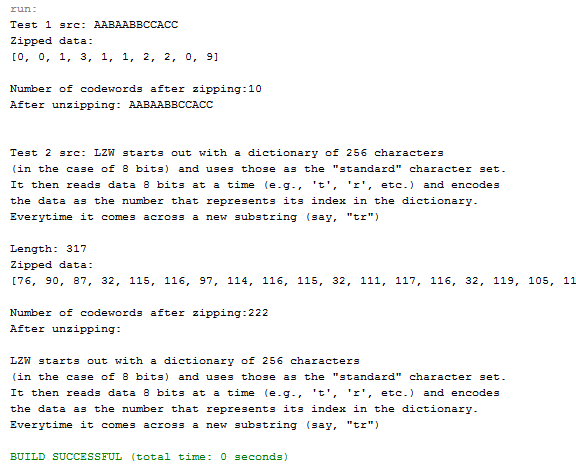 run:
Test 1 src: AABAABBCCACC
Zipped data:
[0, 0, 1, 3, 1, 1, 2, 2, 0, 9]
Number of codewords after zipping:10
After unzipping: AABAABBCCACC
Test 2 src: LZW starts out with a dictionary of 256 characters
(in the case of 8 bits) and uses those as the "standard" character set.
It then reads data 8 bits at a time (e.g., 't', 'r', etc.) and encodes
the data as the number that represents its index in the dictionary.
Everytime it comes across a new substring (say, "tr")
Length: 317
Zipped data:
[76, 90, 87, 32, 115, 116, 97, 114, 116, 115, 32, 111, 117, 116, 32, 119, 105, 11
Number of codewords after zipping:222
After unzipping:
LZW starts out with a dictionary of 256 characters
(in the case of 8 bits) and uses those as the "standard" character set.
It then reads data 8 bits at a time (e.g., 't', 'r', etc.) and encodes
the data as the number that represents its index in the dictionary.
Everytime it comes across a new substring (say, "tr")
BUILD SUCCESSFUL (total time: 0 seconds)